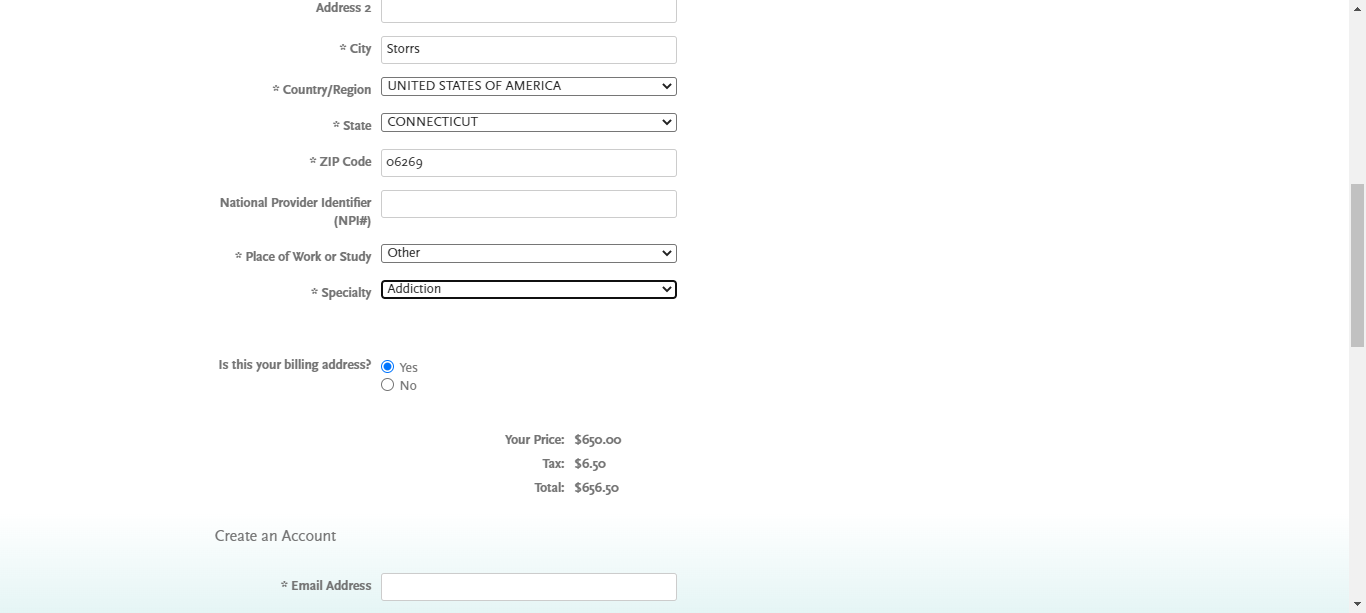 Address 2
* City Storrs
* Country/Region UNITED STATES OF AMERICA
* State CONNECTICUT
* ZIP Code 06269
National Provider Identifier
(NPI#)
* Place of Work or Study Other
* Specialty Addiction
Is this your billing address? Yes
No
Your Price: $650.00
Tax: $6.50
Total: $656.50
Create an Account
* Email Address